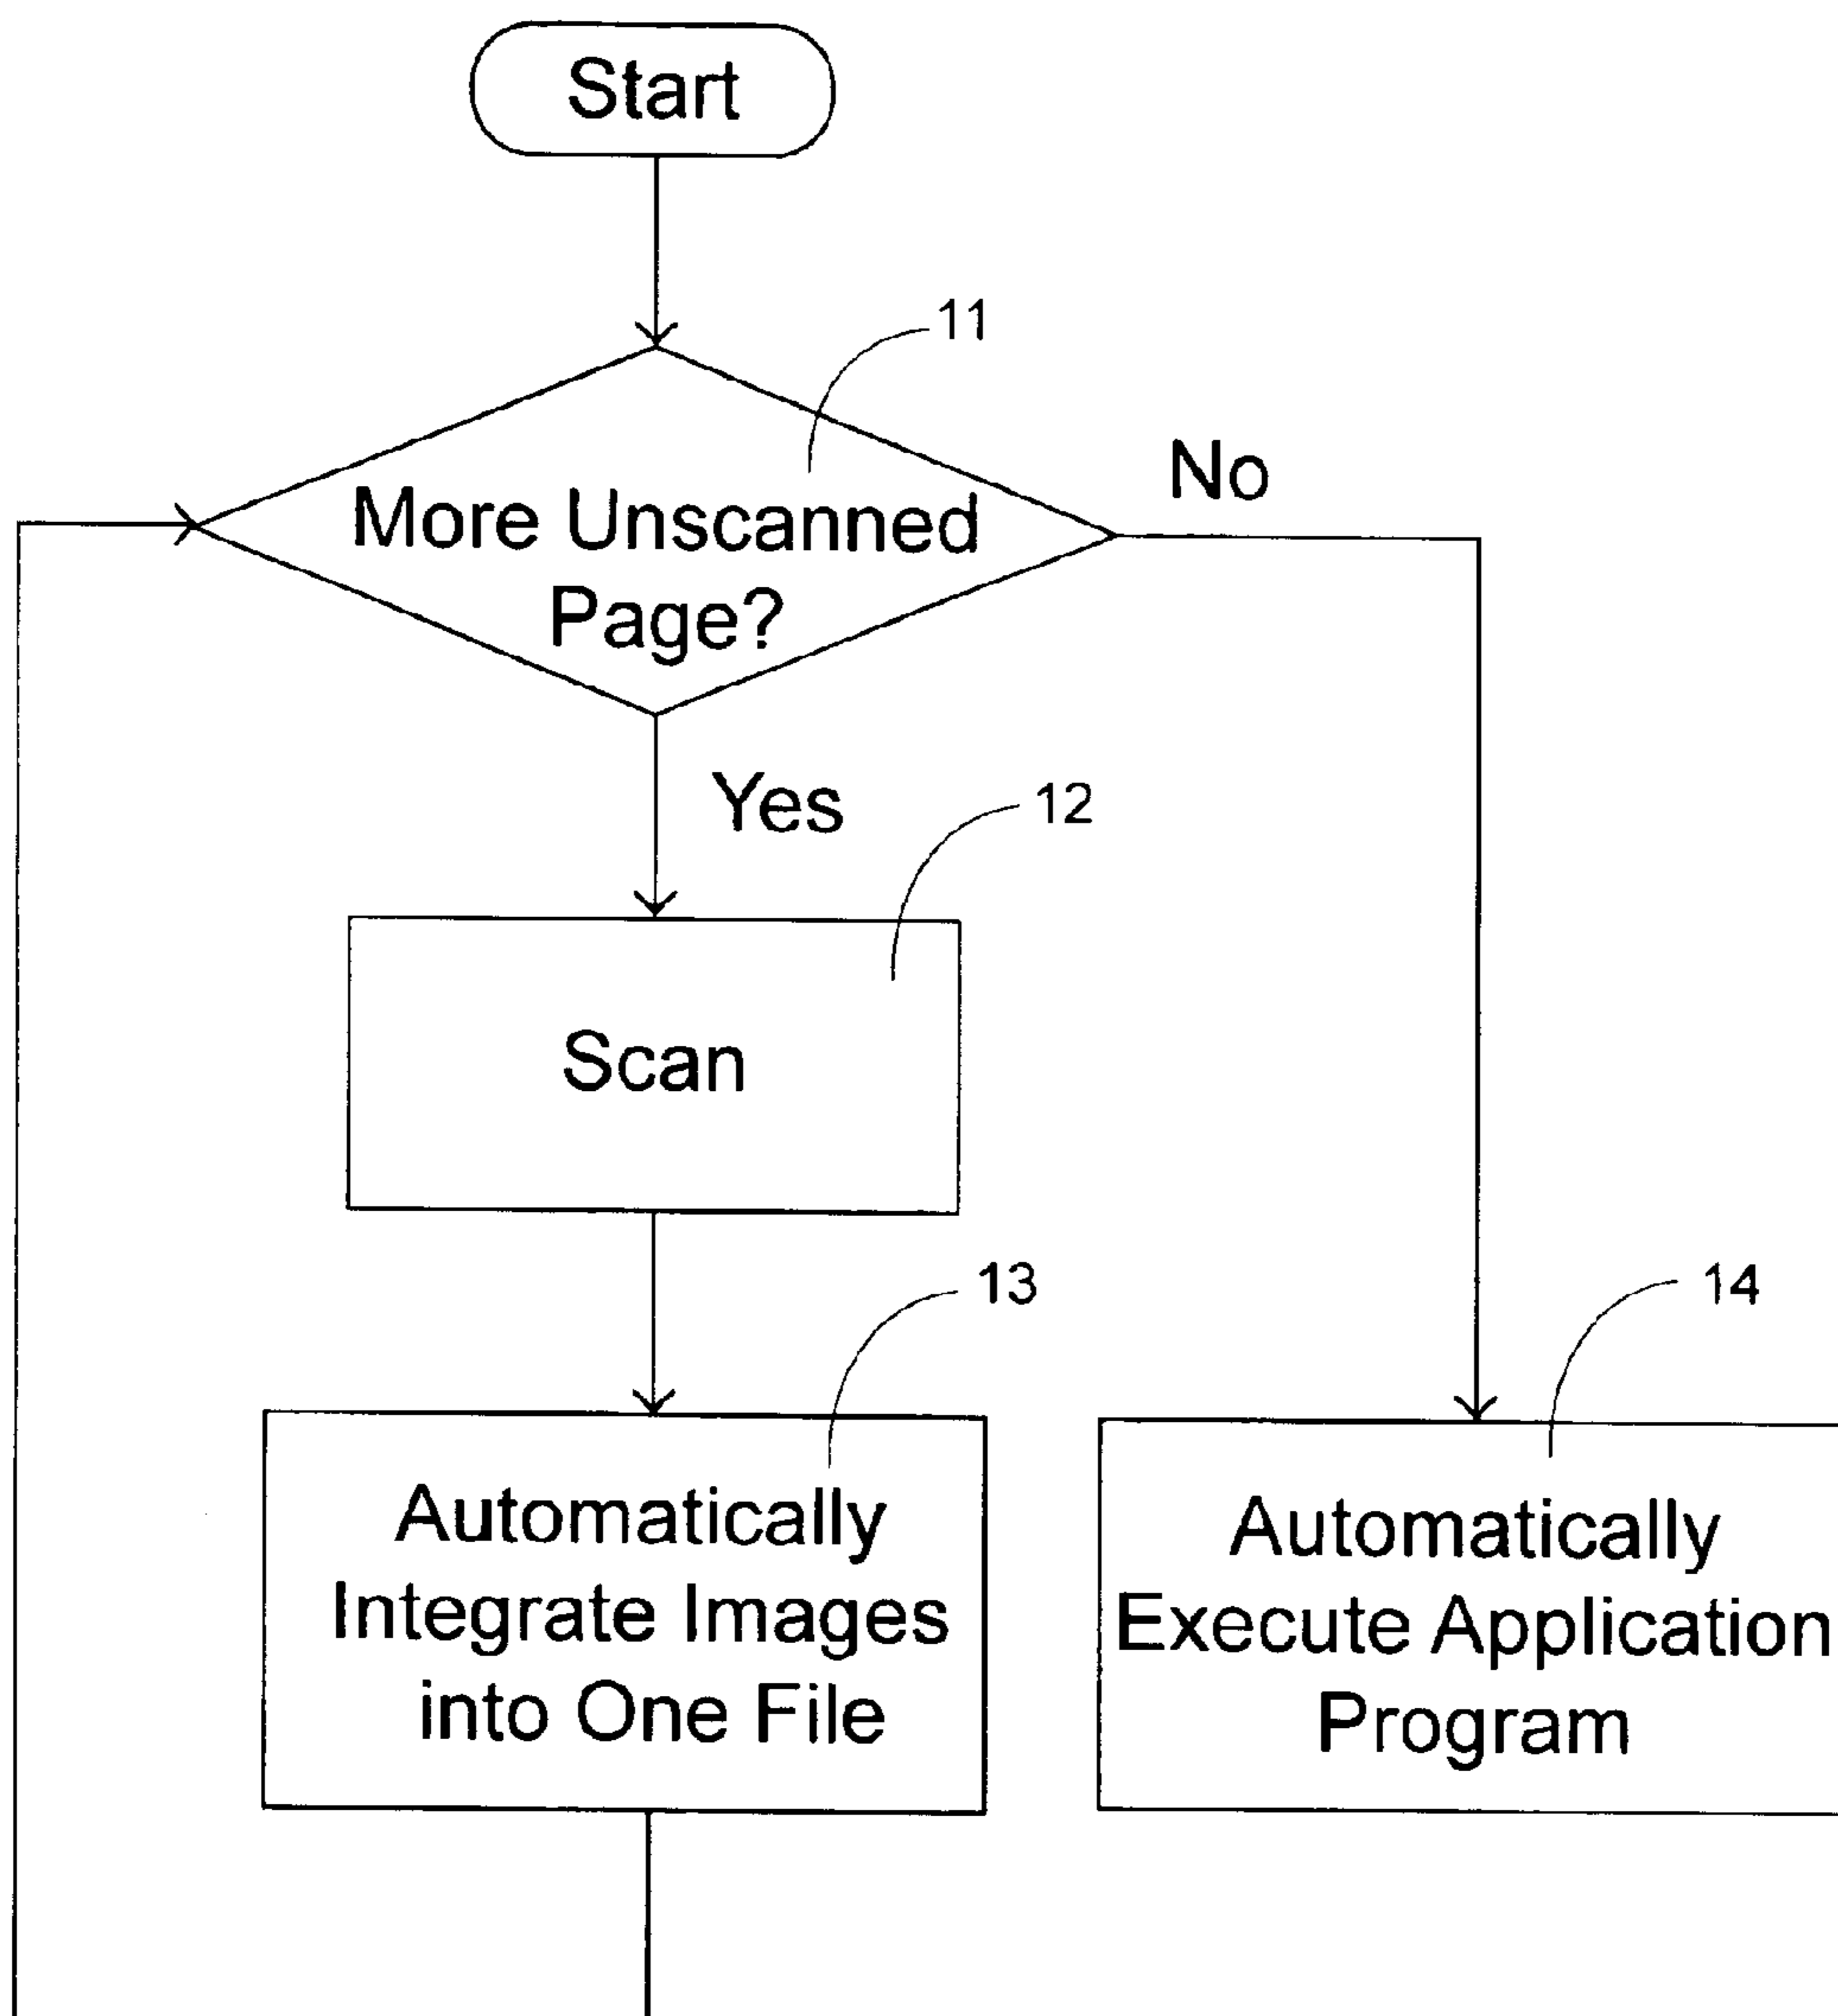 Start
11
More Unscanned
Page?
No
Yes
12
Scan
13
Automatically
Integrate Images
into One File
14
Automatically
Execute Application
Program